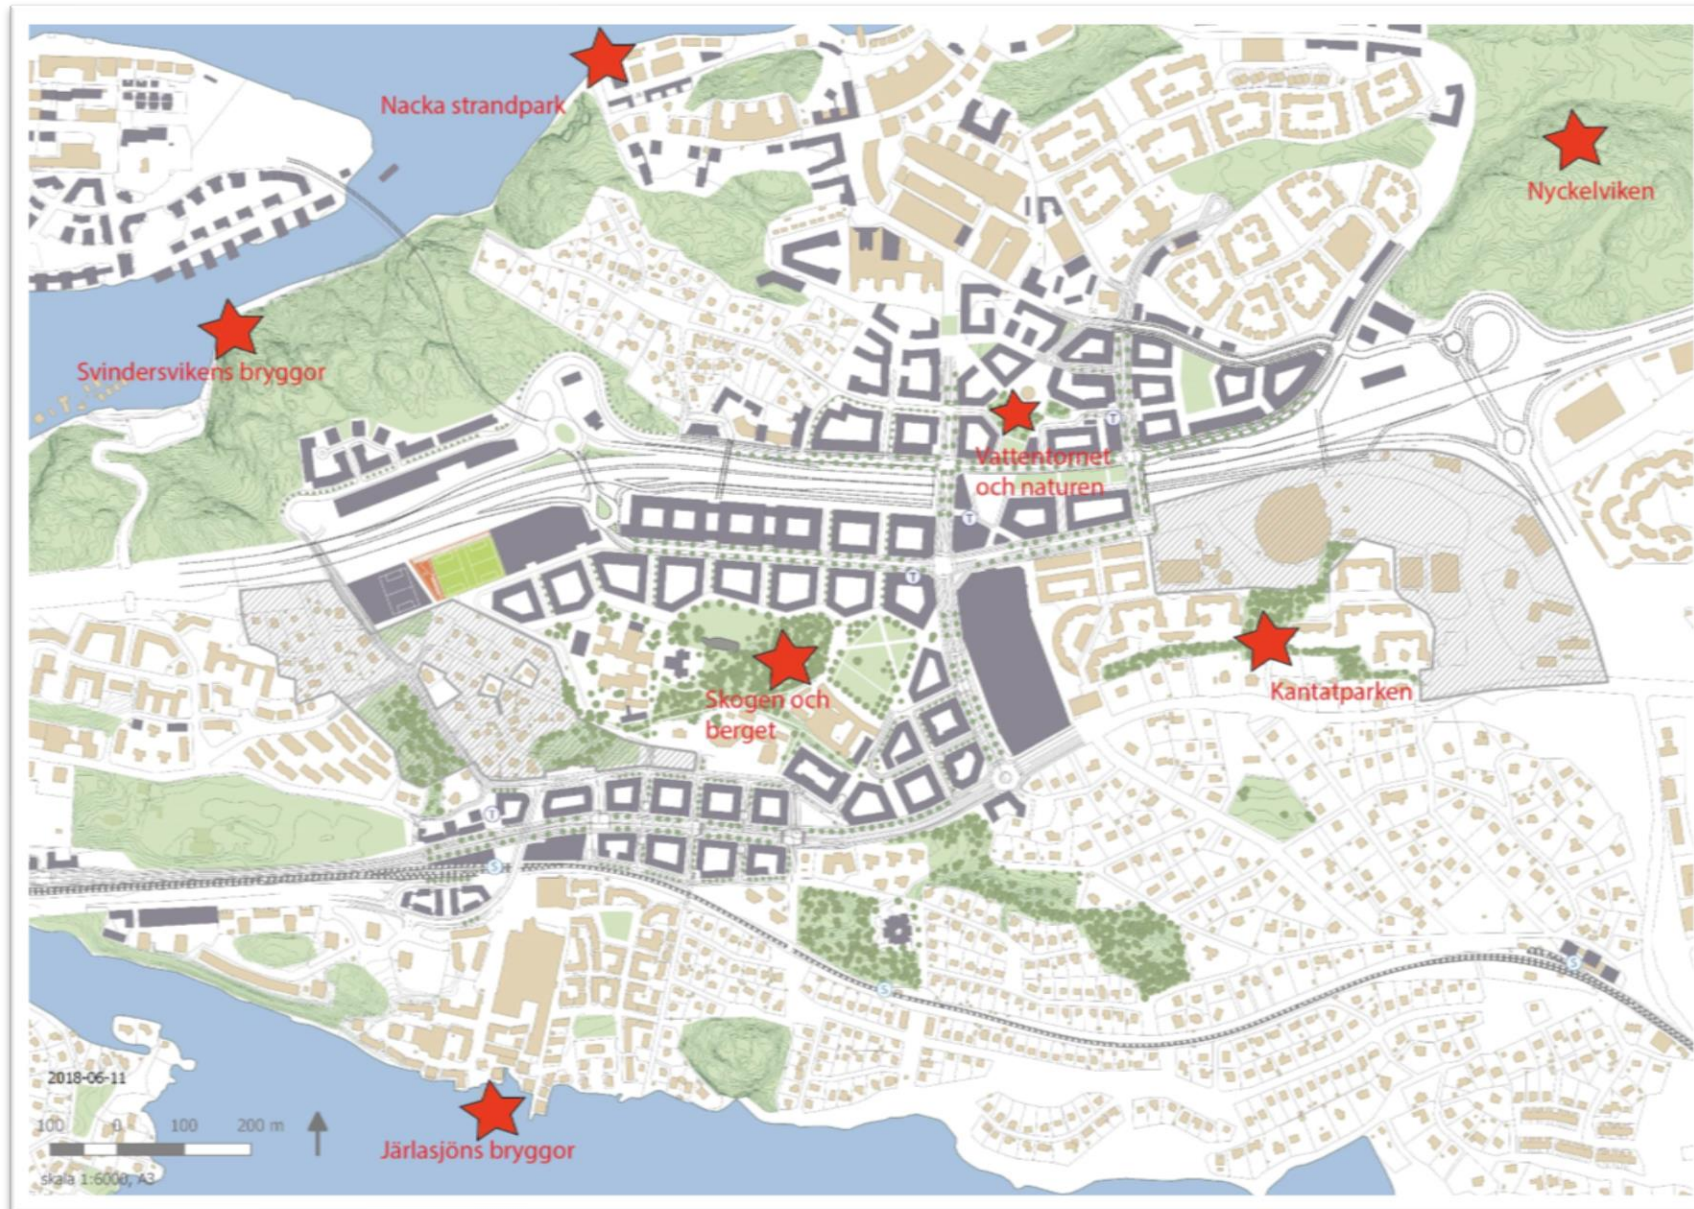 Nacka strandpark
Nyckelviken
Svindersvikens bryggor
T
Vattentornet
och naturen
T
T
Skogen och
berget
Kantatparken
T
S
S
S
2018-06-11
100 0 100 200 m
skala 1:6000, A3
Järlasjöns bryggor